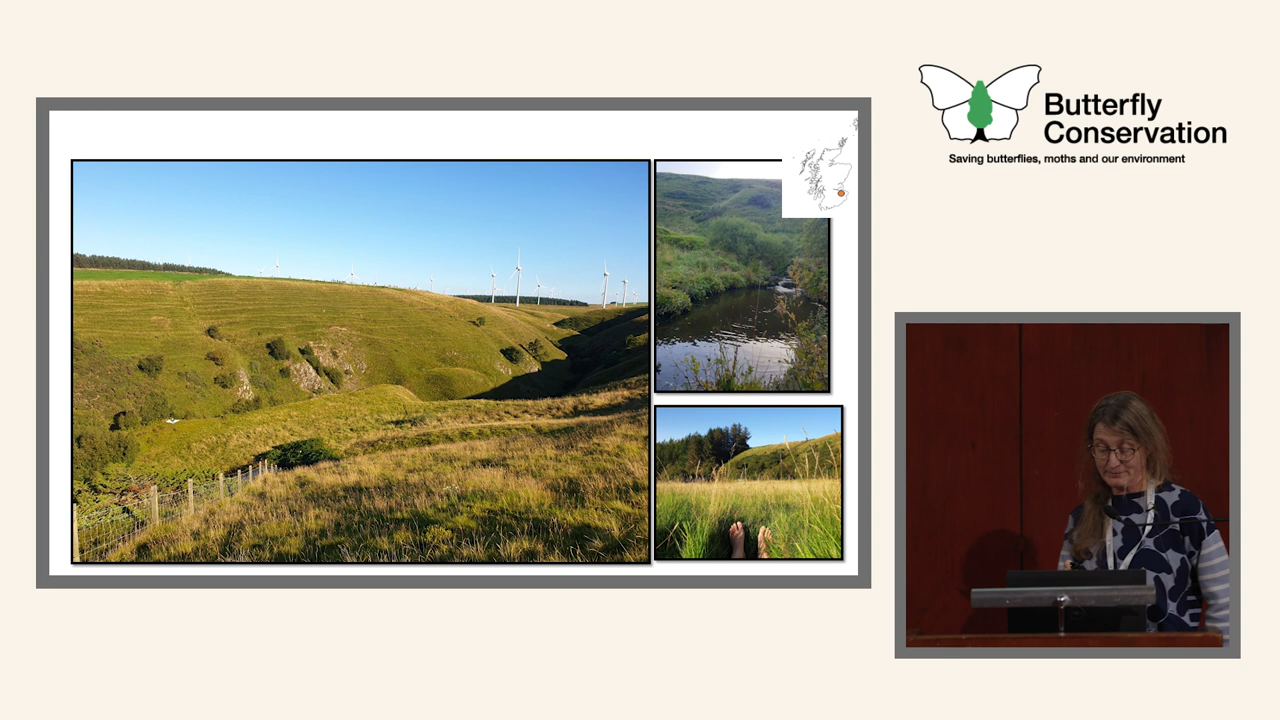 Butterfly
Conservation
Saving butterflies, moths and our environment